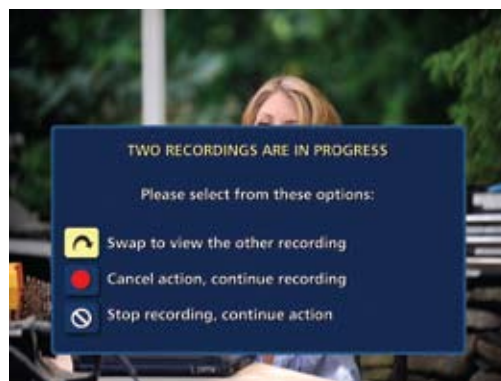 TWO RECORDINGS ARE IN PROGRESS
Please select from these options:
Swap to view the other recording
Cancel action, continue recording
Stop recording, continue action